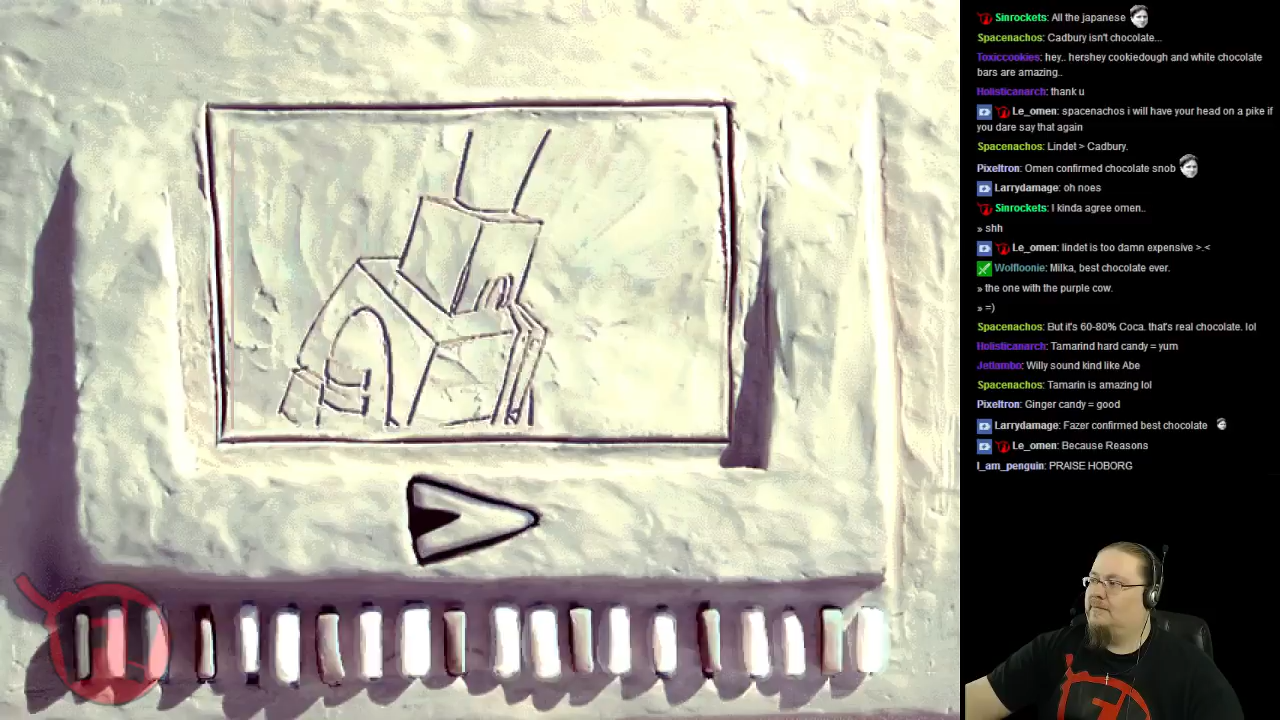 Sinrockets: All the japanese
Spacenachos: Cadbury isn't chocolate...
Toxiccookies: hey.. hershey cookiedough and white chocolate
bars are amazing..
Holisticanarch: thank u
Le_omen: spacenachos i will have your head on a pike if
you dare say that again
Spacenachos: Lindet > Cadbury.
Pixeltron: Omen confirmed chocolate snob
Larrydamage: oh noes
Sinrockets: I kinda agree omen..
» shh
Le_omen: lindet is too damn expensive >.<
Wolfloonie: Milka, best chocolate ever.
» the one with the purple cow.
» =)
Spacenachos: But it's 60-80% Coca. that's real chocolate. lol
Holisticanarch: Tamarind hard candy = yum
Jetlambo: Willy sound kind like Abe
Spacenachos: Tamarin is amazing lol
Pixeltron: Ginger candy = good
Larrydamage: Fazer confirmed best chocolate
Le_omen: Because Reasons
I_am_penguin: PRAISE HOBORG